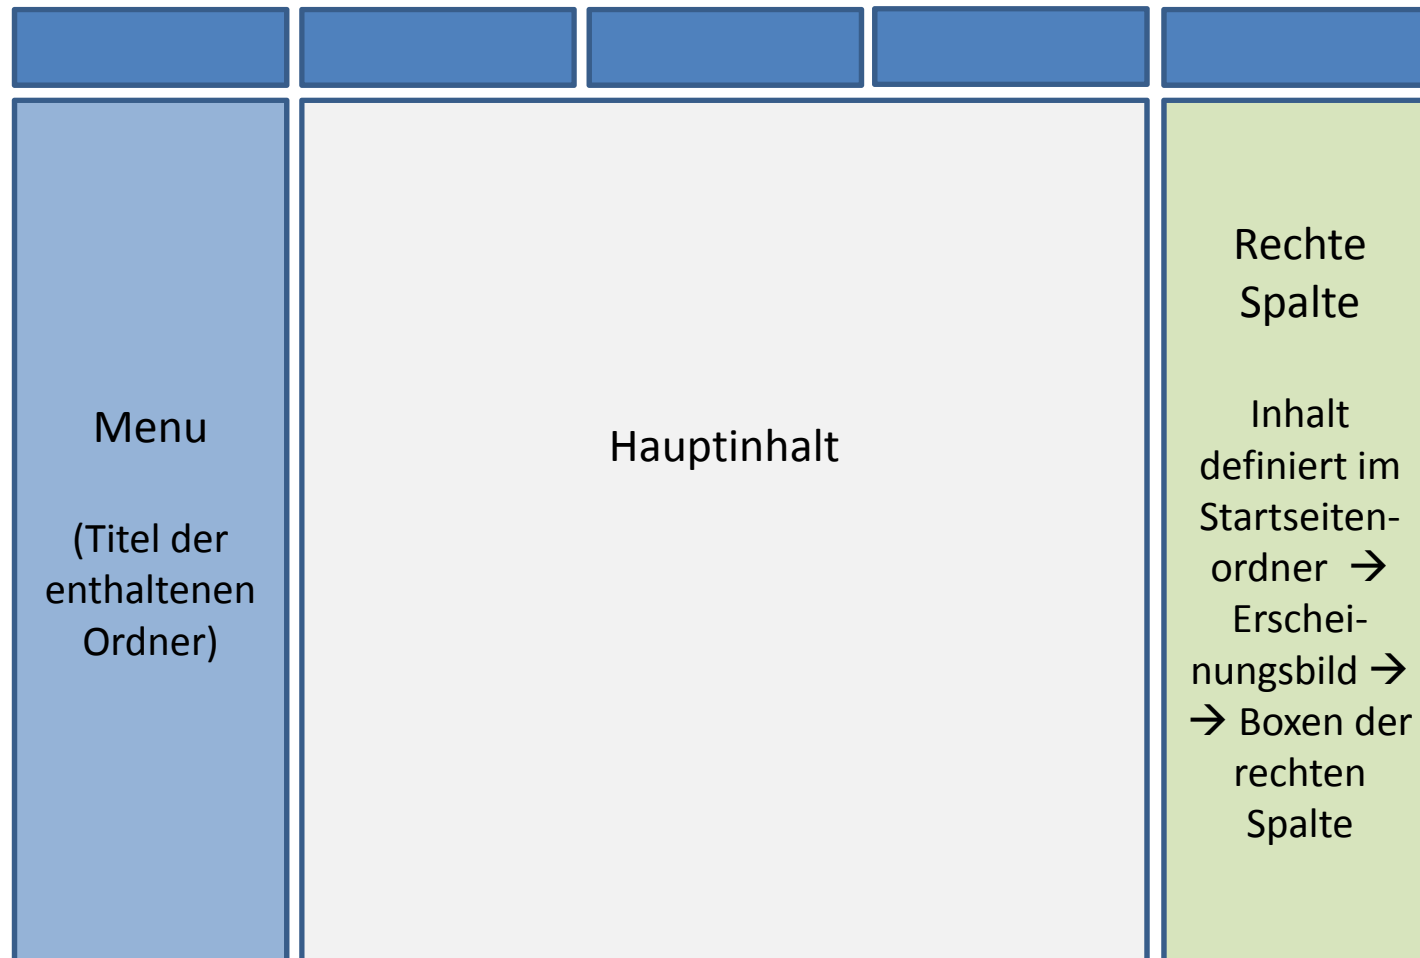 Menu
(Titel der
enthaltenen
Ordner)
Hauptinhalt
Rechte
Spalte
Inhalt
definiert im
Startseiten-
ordner →
Erschei-
nungsbild →
→ Boxen der
rechten
Spalte